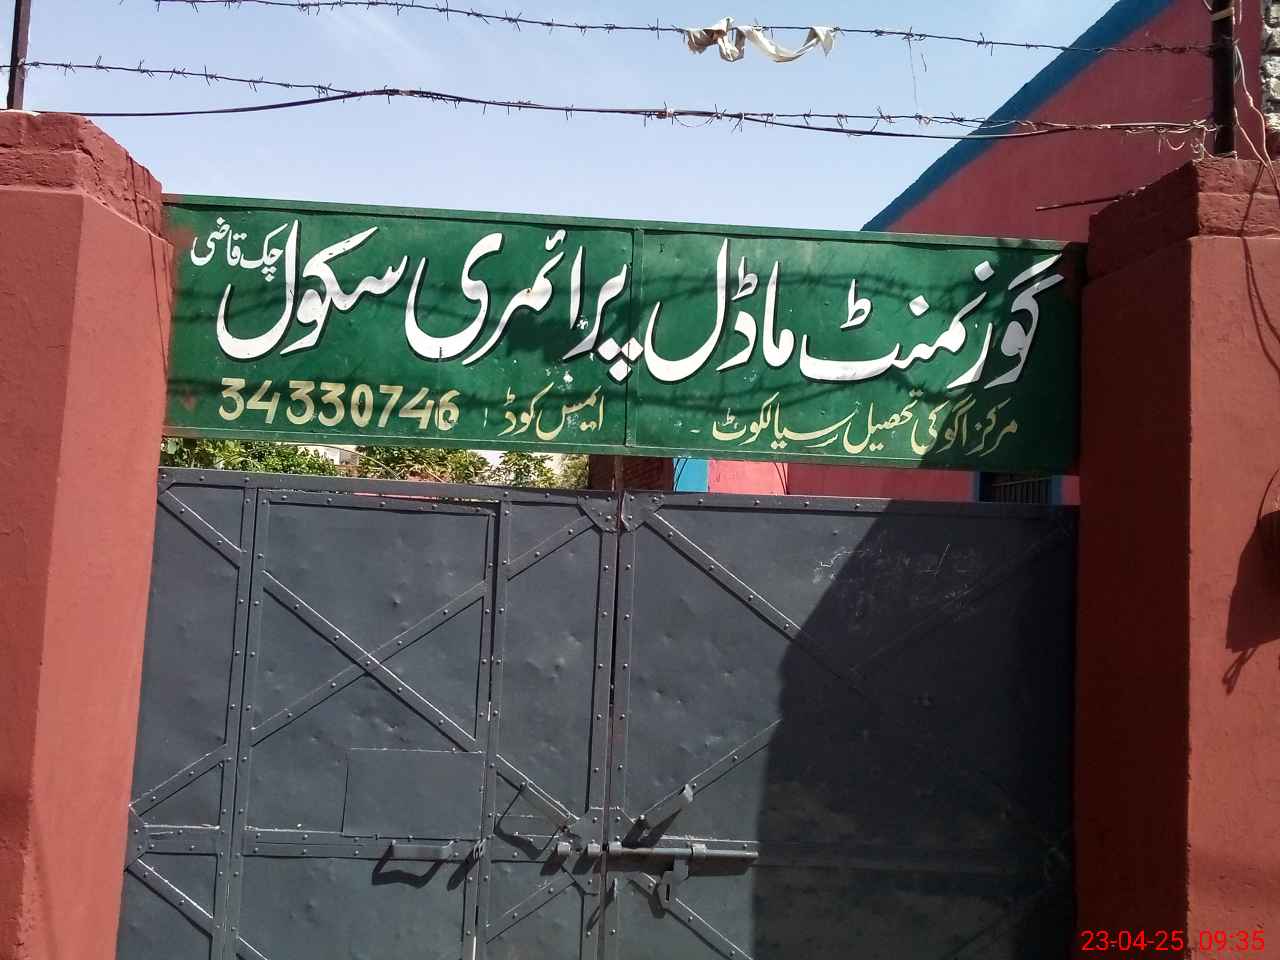 گورنمنٹ ماڈل پرائمری سکول چک قاضی
مرکز اگوکی تحصیل سیالکوٹ ایمس کوڈ 34330746
23-04-25 09:35